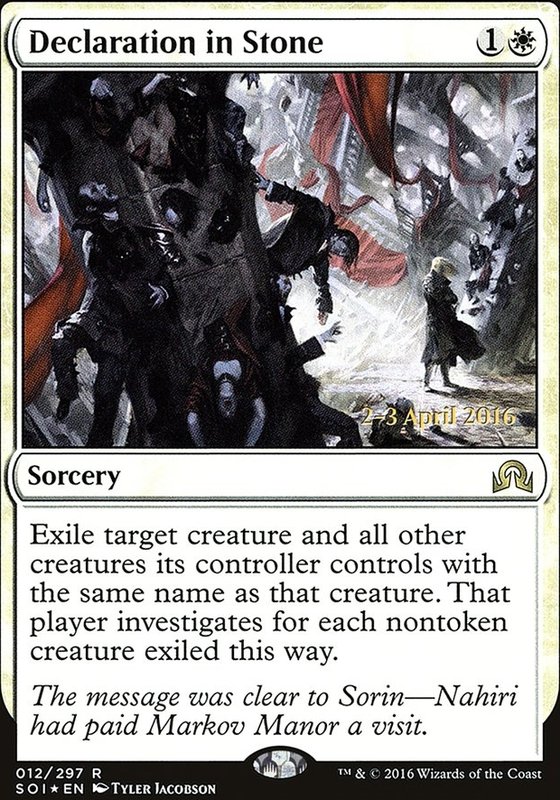 Declaration in Stone 1
2-3 April 2016
Sorcery
Exile target creature and all other
creatures its controller controls with
the same name as that creature. That
player investigates for each nontoken
creature exiled this way.
The message was clear to Sorin—Nahiri
had paid Markov Manor a visit.
012/297 R
SOI★EN Tyler Jacobson
™ & © 2016 Wizards of the Coast